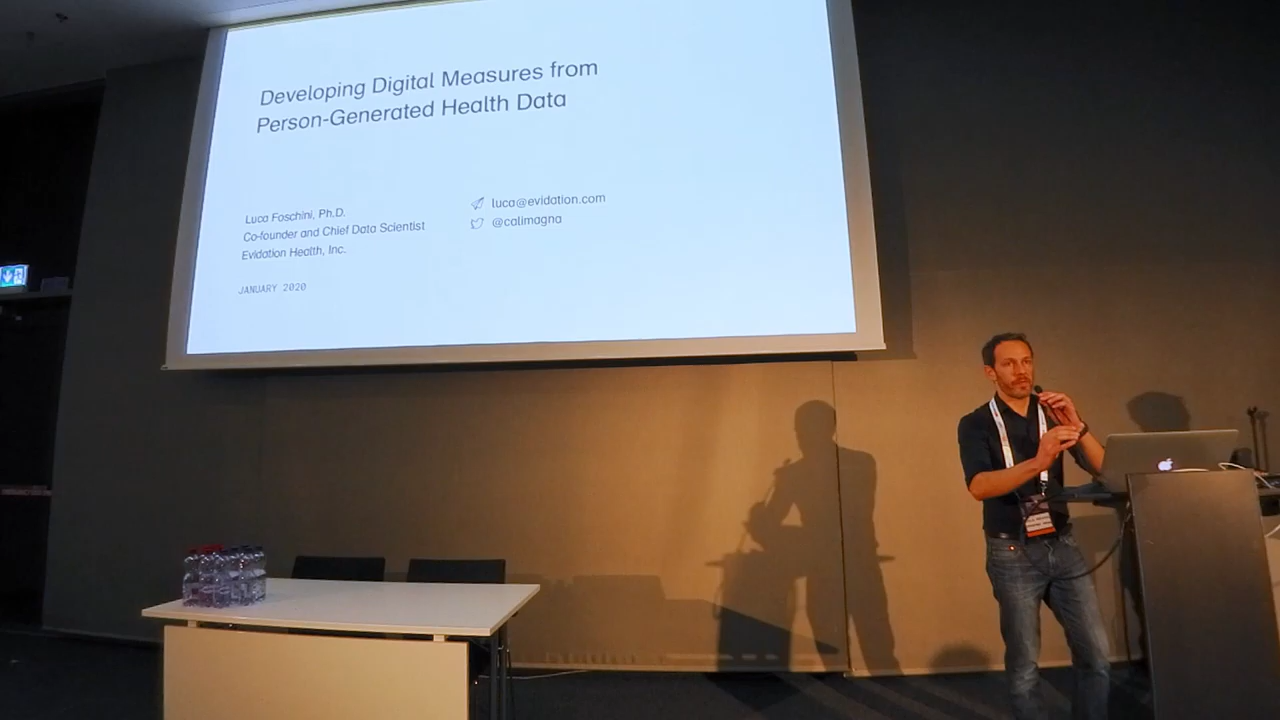 Developing Digital Measures from
Person-Generated Health Data
Luca Foschini, Ph.D.
Co-founder and Chief Data Scientist
Evidation Health, Inc.
luca@evidation.com
@calimagna
JANUARY 2020